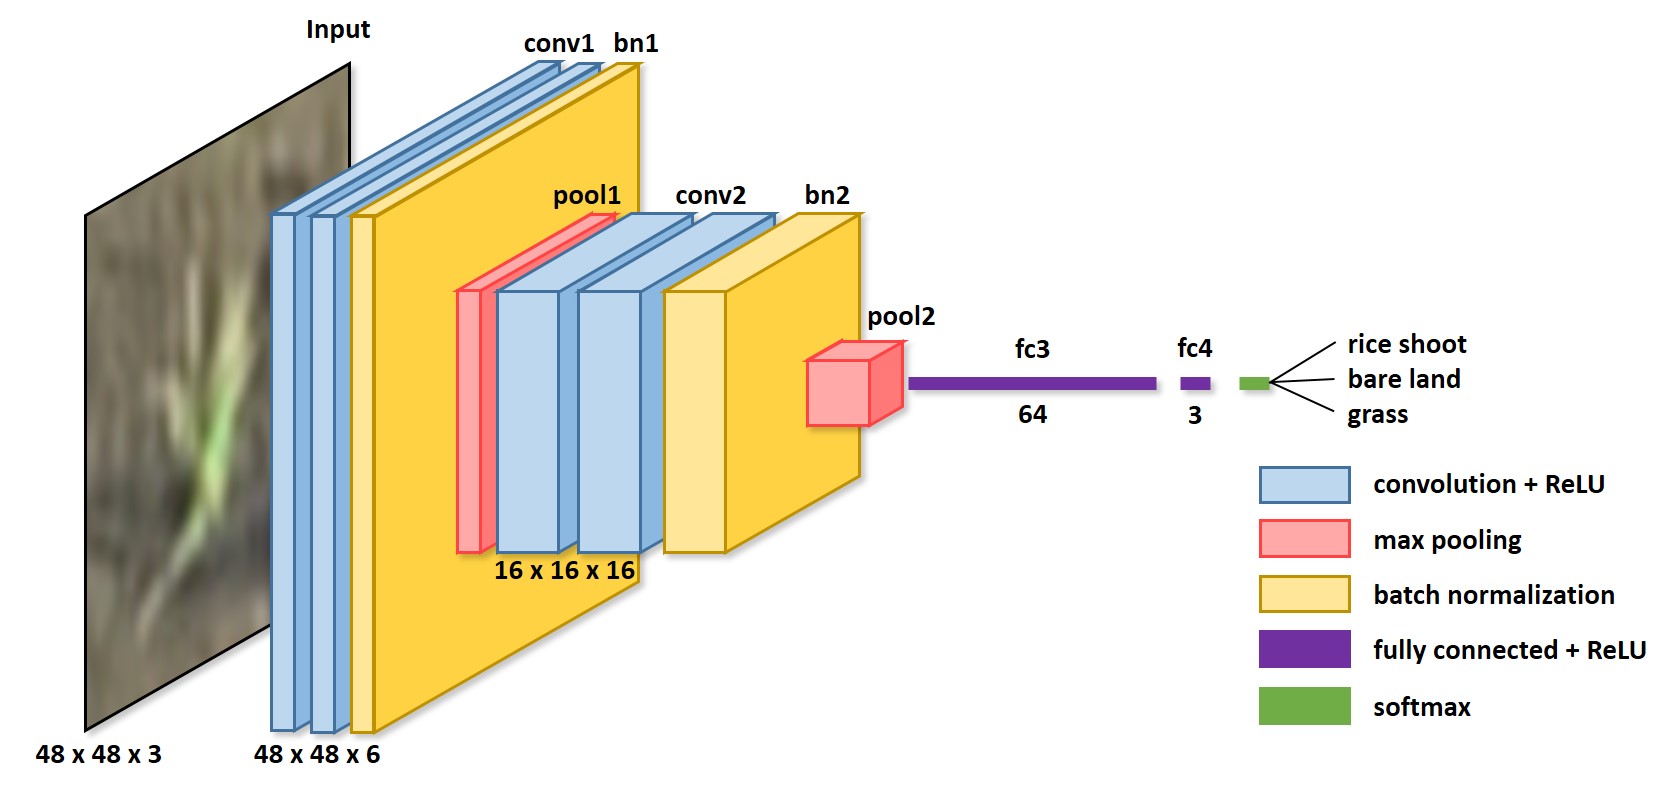 Input
conv1
bn1
pool1
conv2
bn2
pool2
fc3
fc4
64
3
rice shoot
bare land
grass
16 x 16 x 16
48 x 48 x 3
48 x 48 x 6
convolution + ReLU
max pooling
batch normalization
fully connected + ReLU
softmax